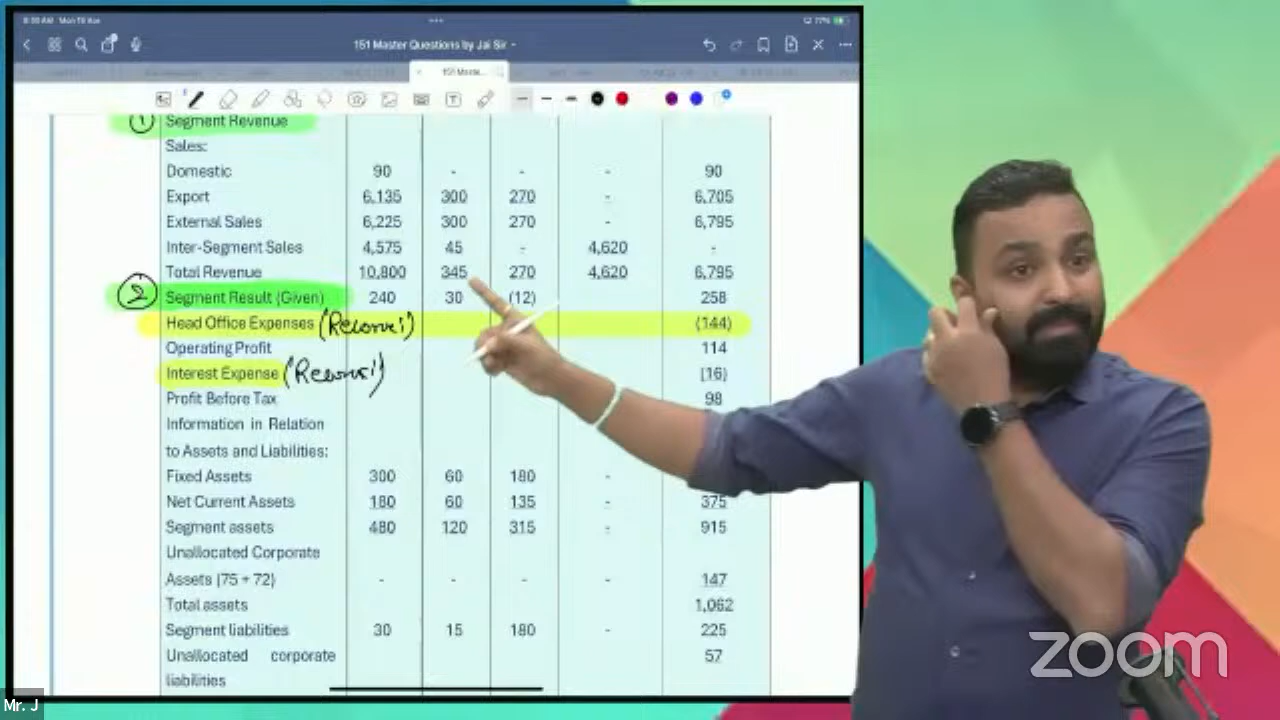 151 Master Questions by Jai Sir
151 Maste...
① Segment Revenue
Sales:
Domestic 90 - - - 90
Export 6,135 300 270 - 6,705
External Sales 6,225 300 270 - 6,795
Inter-Segment Sales 4,575 45 - 4,620 -
Total Revenue 10,800 345 270 4,620 6,795
② Segment Result (Given) 240 30 (12) 258
Head Office Expenses (144)
Operating Profit 114
Interest Expense (16)
Profit Before Tax 98
Information in Relation
to Assets and Liabilities:
Fixed Assets 300 60 180 -
Net Current Assets 180 60 135 - 375
Segment assets 480 120 315 - 915
Unallocated Corporate
Assets (75 + 72) - - - - 147
Total assets 1,062
Segment liabilities 30 15 180 - 225
Unallocated corporate 57
liabilities
zoom
Mr. J